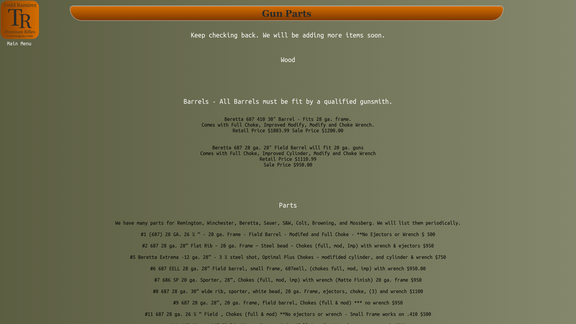 TR
Main Menu
Gun Parts
Keep checking back. We will be adding more items soon.
Wood
Barrels - All Barrels must be fit by a qualified gunsmith.
Beretta 687 410 30" Barrel - Fits 28 ga. frame.
Comes with Full Choke, Improved Modify, Modify and Choke Wrench.
Retail Price $1803.99 Sale Price $1200.00
Beretta 687 28 ga. 28" Field Barrel will fit 20 ga. guns
Comes with Full Choke, Improved Cylinder, Modify and Choke Wrench
Retail Price $1110.99
Sale Price $950.00
Parts
We have many parts for Remington, Winchester, Beretta, Sauer, S&W, Colt, Browning, and Mossberg. We will list them periodically.
#1 (687) 28 GA. 26 ½ " - 20 ga. Frame - Field Barrel - Modifed and Full Choke - **No Ejectors or Wrench $ 500
#2 687 28 ga. 28" Flat Rib - 20 ga. frame - Steel bead - Chokes (full, mod, Imp) with wrench & ejectors $950
#5 Beretta Extrema -12 ga. 28" - 3 ½ steel shot, Optimal Plus Chokes - modifided cylinder, and cylinder & wrench $750
#6 687 EELL 28 ga. 28" Field barrel, small frame, 687eell, (chokes full, mod, imp) with wrench $950.00
#7 686 SP 20 ga. Sporter, 28", Chokes (full, mod, imp) with wrench (Matte Finish) 20 ga. frame $950
#8 687 28 ga. 30" wide rib, sporter, white bead, 20 ga. Frame, ejectors, choke, (3) and wrench $1100
#9 687 28 ga. 28", 20 ga. frame, field barrel, Chokes (full & mod) *** no wrench $950
#11 687 28 ga. 26 ½ " Field , Chokes (full & mod) **No ejectors or wrench - Small frame works on .410 $500